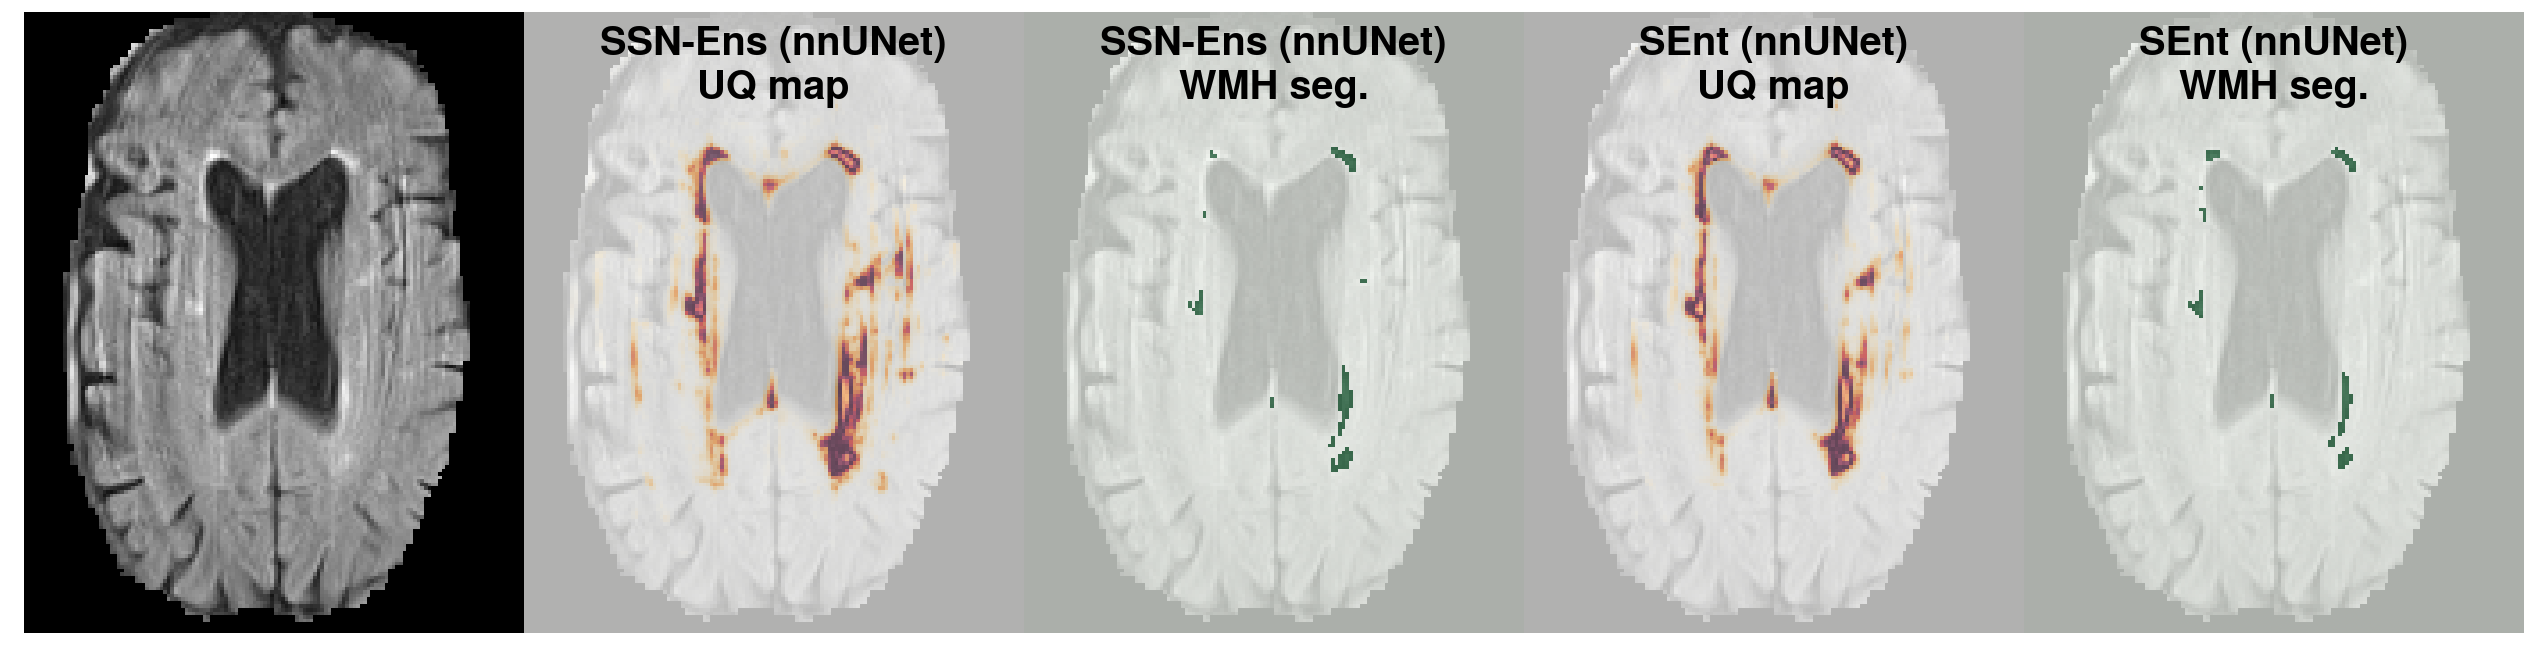 SSN-Ens (nnUNet)
UQ map
SSN-Ens (nnUNet)
WMH seg.
SEnt (nnUNet)
UQ map
SEnt (nnUNet)
WMH seg.